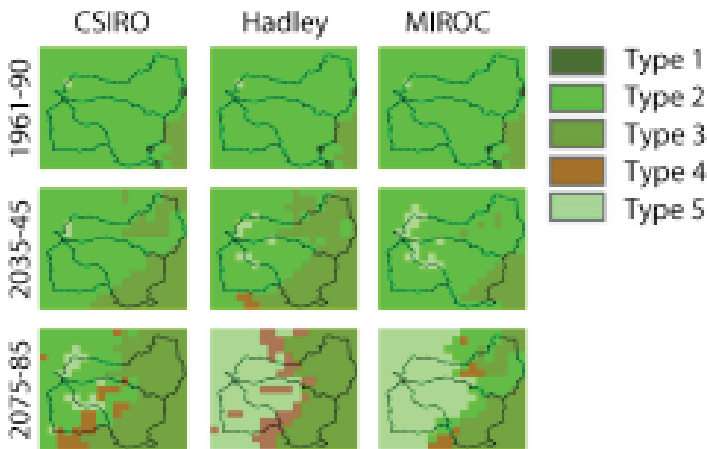 CSIRO Hadley MIROC
1961-90
2035-45
2075-85
Type 1
Type 2
Type 3
Type 4
Type 5